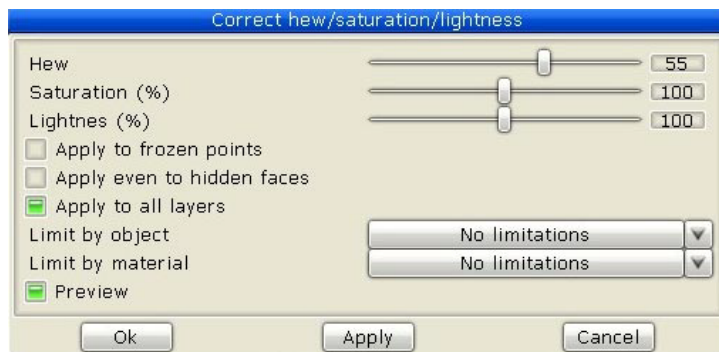 Correct hew/saturation/lightness
Hew 55
Saturation (%) 100
Lightnes (%) 100
Apply to frozen points
Apply even to hidden faces
Apply to all layers
Limit by object No limitations
Limit by material No limitations
Preview
Ok Apply Cancel